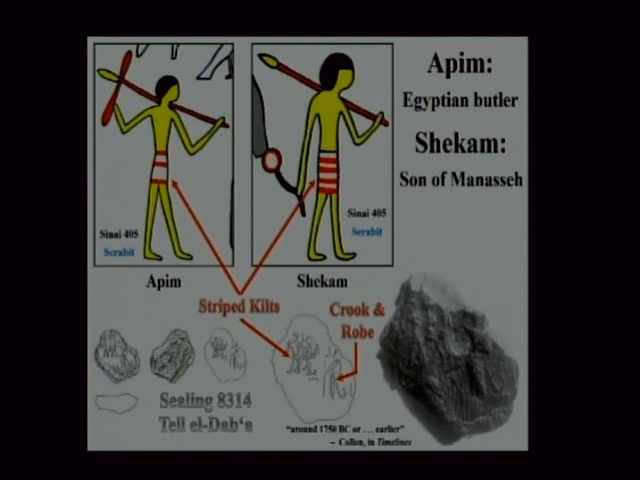 Apim:
Egyptian butler
Shekam:
Son of Manasseh
Sinai 405
Serabit
Sinai 405
Serabit
Apim
Shekam
Striped Kilts
Crook &
Robe
Sealing 8314
Tell el-Dab‘a
“around 1750 BC or . . . earlier”
– Collon, in Timelines